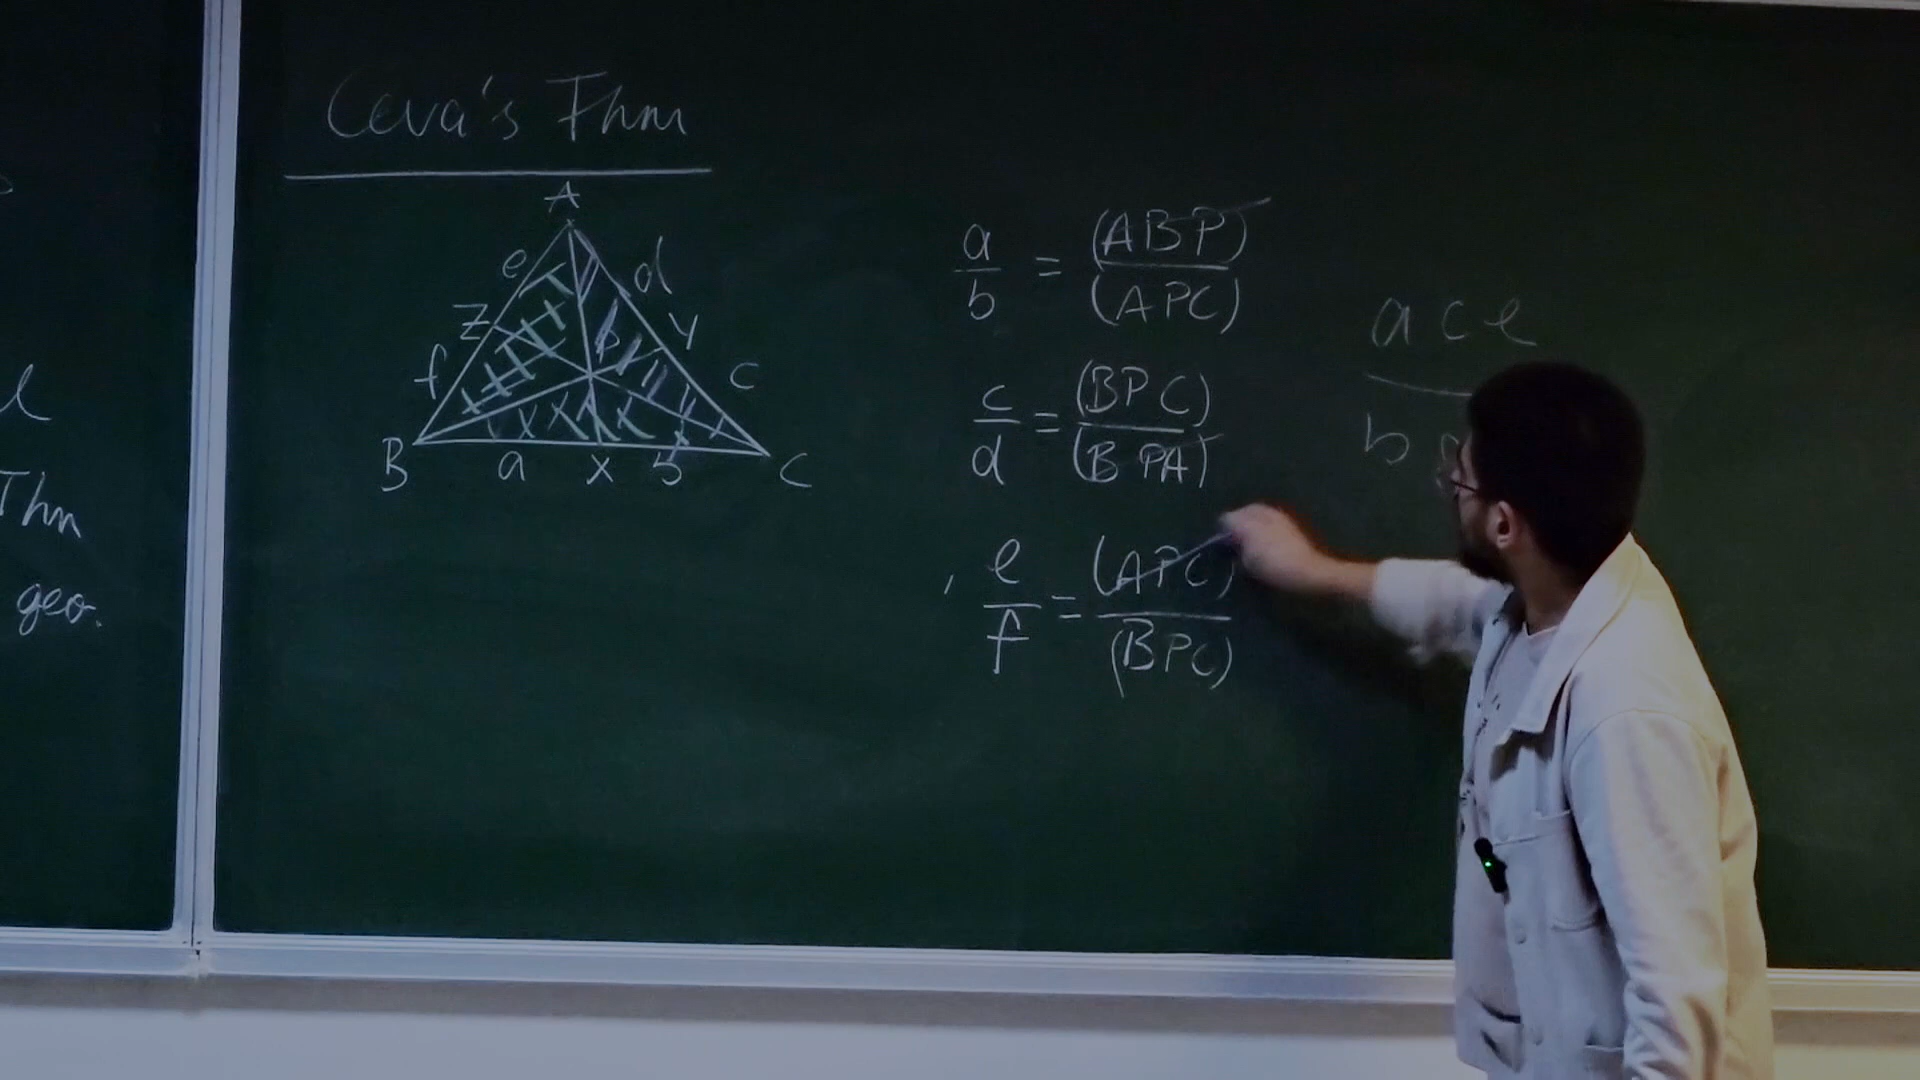 Ceva's Thm
A
e d
Z P Y
f c
B a X b C
a/b = (ABP)/(APC)
c/d = (BPC)/(BPA)
e/f = (APC)/(BPC)
ace
b
Thm
geo.